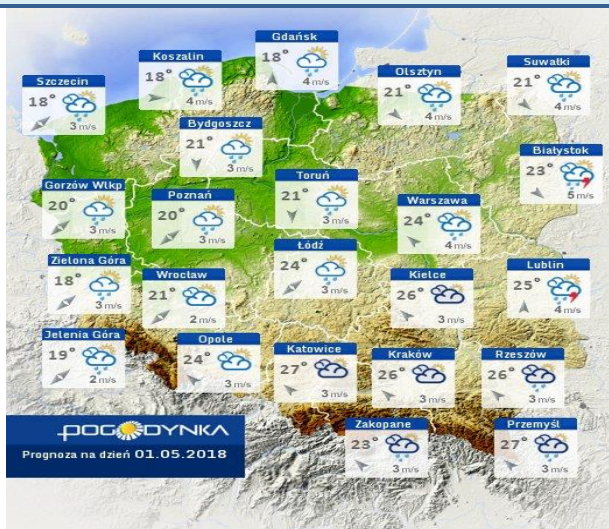 Gdańsk
18°
4 m/s
Koszalin
18°
4 m/s
Suwałki
21°
4 m/s
Olsztyn
21°
4 m/s
Szczecin
18°
3 m/s
Bydgoszcz
21°
3 m/s
Białystok
23°
5 m/s
Toruń
21°
3 m/s
Gorzów Wlkp
20°
3 m/s
Poznań
20°
3 m/s
Warszawa
24°
4 m/s
Łódź
24°
3 m/s
Zielona Góra
18°
3 m/s
Wrocław
21°
2 m/s
Kielce
26°
3 m/s
Lublin
25°
4 m/s
Jelenia Góra
19°
2 m/s
Opole
24°
3 m/s
Katowice
27°
3 m/s
Kraków
26°
3 m/s
Rzeszów
26°
3 m/s
Zakopane
23°
3 m/s
Przemyśl
27°
3 m/s
POGODYNKA
Prognoza na dzień 01.05.2018